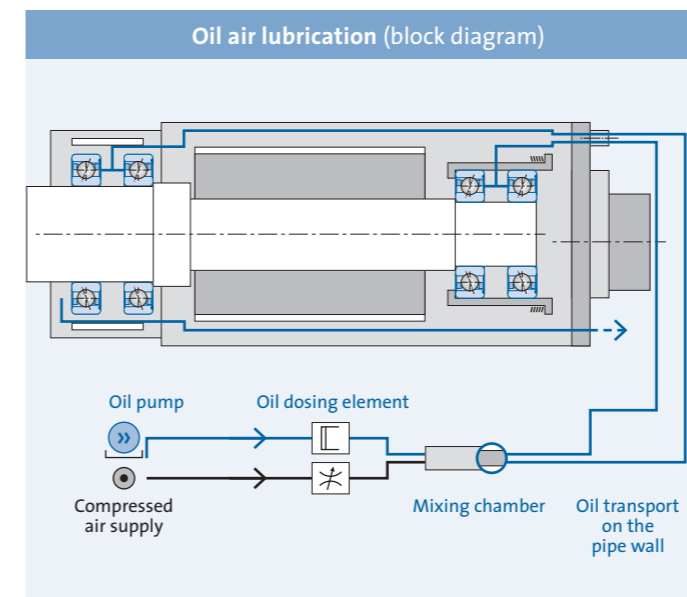 Oil air lubrication (block diagram)
Oil pump
Oil dosing element
Compressed
air supply
Mixing chamber
Oil transport
on the
pipe wall